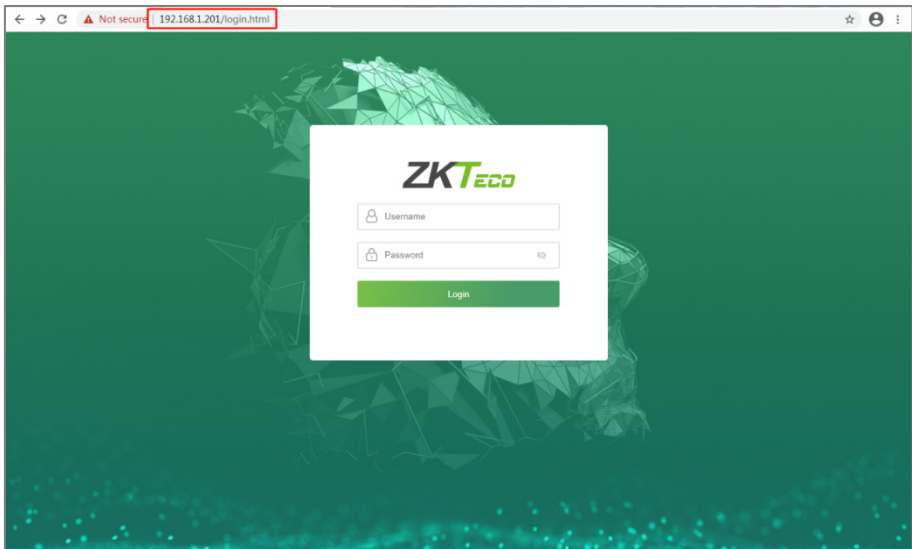 Not secure | 192.168.1.201/login.html
ZKTECO
Username
Password
Login